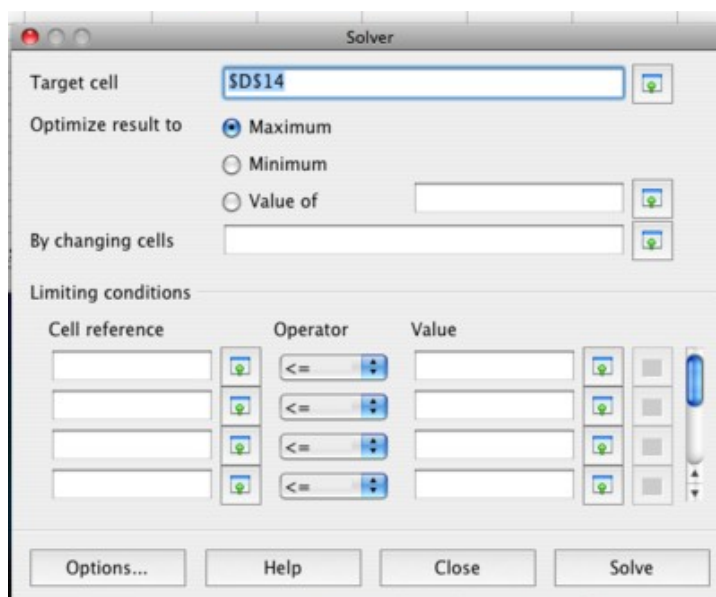 Solver
Target cell $D$14
Optimize result to Maximum
Minimum
Value of
By changing cells
Limiting conditions
Cell reference Operator Value
<=
<=
<=
<=
Options... Help Close Solve